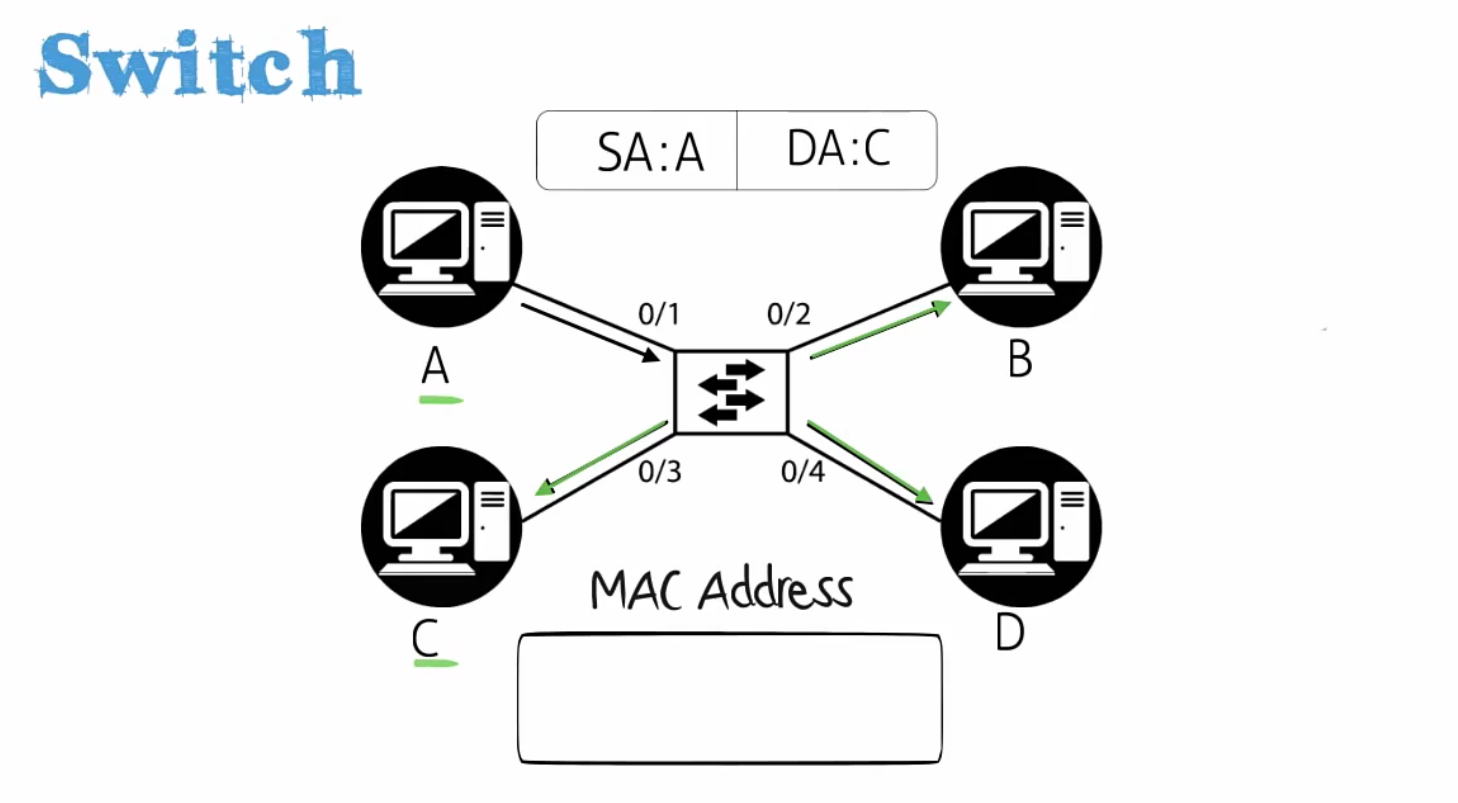 Switch
SA:A DA:C
0/1 0/2
A B
0/3 0/4
MAC Address
C D